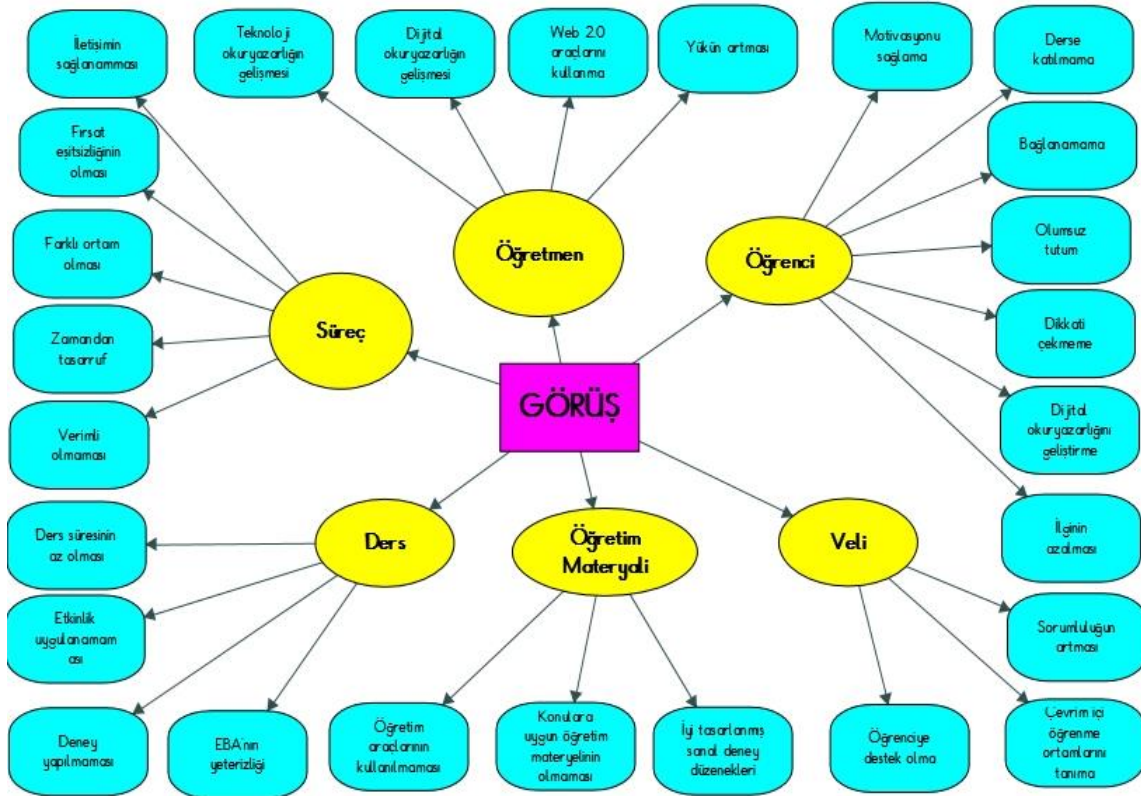 İletişimin
sağlanamması
Teknoloji
okuryazarlığın
gelişmesi
Dijital
okuryazarlığın
gelişmesi
Web 2.0
araçlarını
kullanma
Yükün artması
Motivasyonu
sağlama
Derse
katılmama
Fırsat
eşitsizliğinin
olması
Bağlanamama
Farklı ortam
olması
Öğretmen
Öğrenci
Olumsuz
tutum
Zamandan
tasarruf
Süreç
Dikkati
çekmeme
GÖRÜŞ
Verimli
olmaması
Dijital
okuryazarlığını
geliştirme
Ders süresinin
az olması
Ders
Öğretim
Materyali
Veli
İlginin
azalması
Etkinlik
uygulanamam
ası
Sorumluluğun
artması
Deney
yapılmaması
EBA'nın
yeterizliği
Öğretim
araçlarının
kullanılmaması
Konulara
uygun öğretim
materyelinin
olmaması
İyi tasarlanmış
sanal deney
düzenekleri
Öğrenciye
destek olma
Çevrim içi
öğrenme
ortamlarını
tanıma